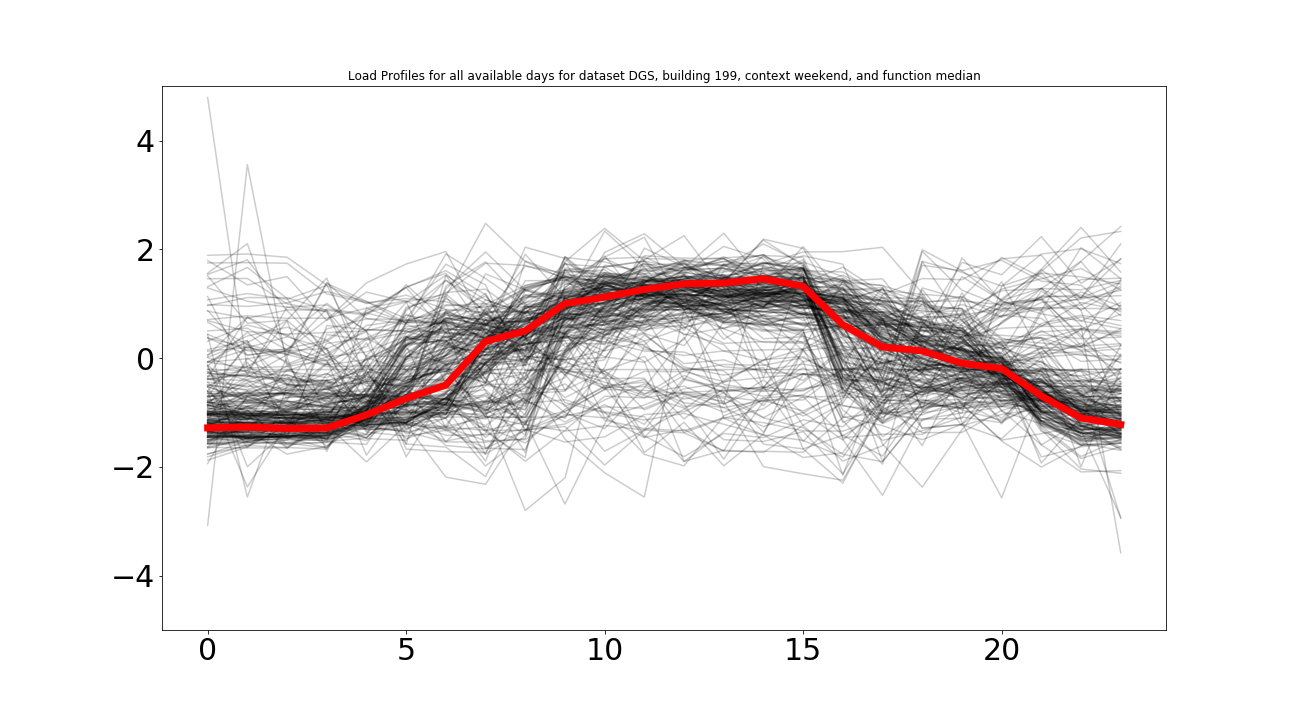 Load Profiles for all available days for dataset DGS, building 199, context weekend, and function median
4
2
0
−2
−4
0 5 10 15 20